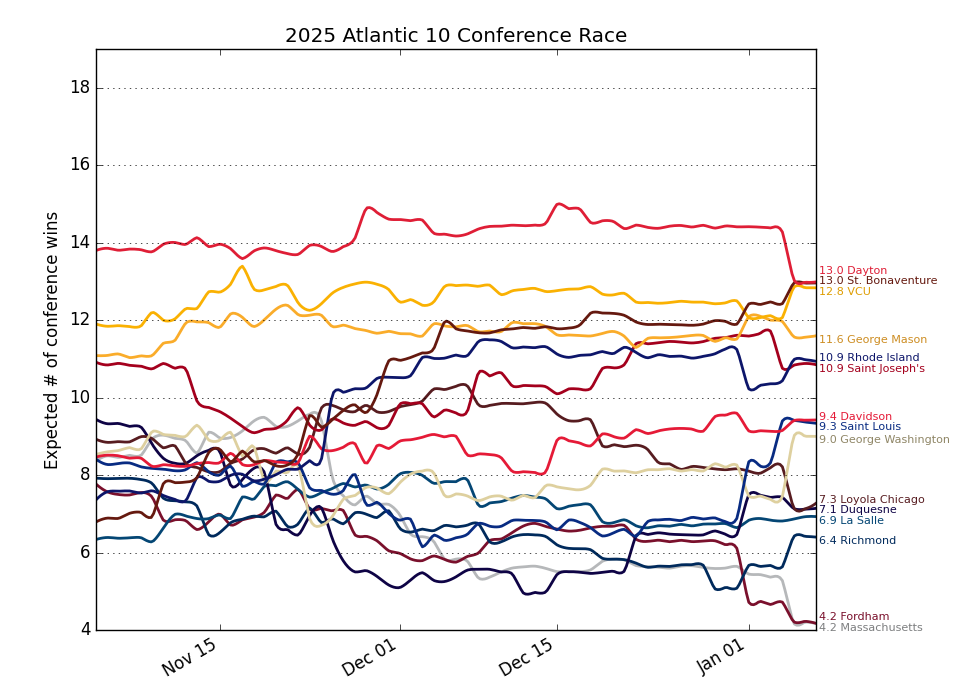 2025 Atlantic 10 Conference Race
Expected # of conference wins
18
16
14
12
10
8
6
4
Nov 15
Dec 01
Dec 15
Jan 01
13.0 Dayton
13.0 St. Bonaventure
12.8 VCU
11.6 George Mason
10.9 Rhode Island
10.9 Saint Joseph's
9.4 Davidson
9.3 Saint Louis
9.0 George Washington
7.3 Loyola Chicago
7.1 Duquesne
6.9 La Salle
6.4 Richmond
4.2 Fordham
4.2 Massachusetts